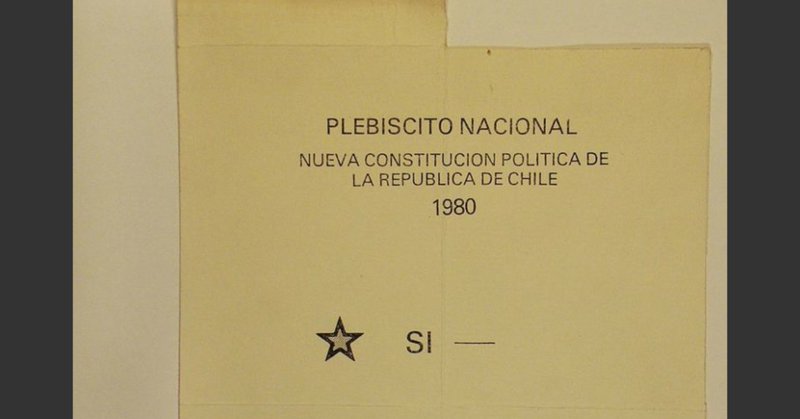 PLEBISCITO NACIONAL
NUEVA CONSTITUCION POLITICA DE
LA REPUBLICA DE CHILE
1980
SI —